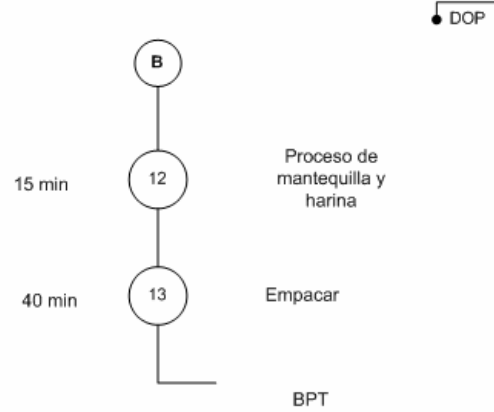 DOP
B
15 min
12
Proceso de
mantequilla y
harina
40 min
13
Empacar
BPT